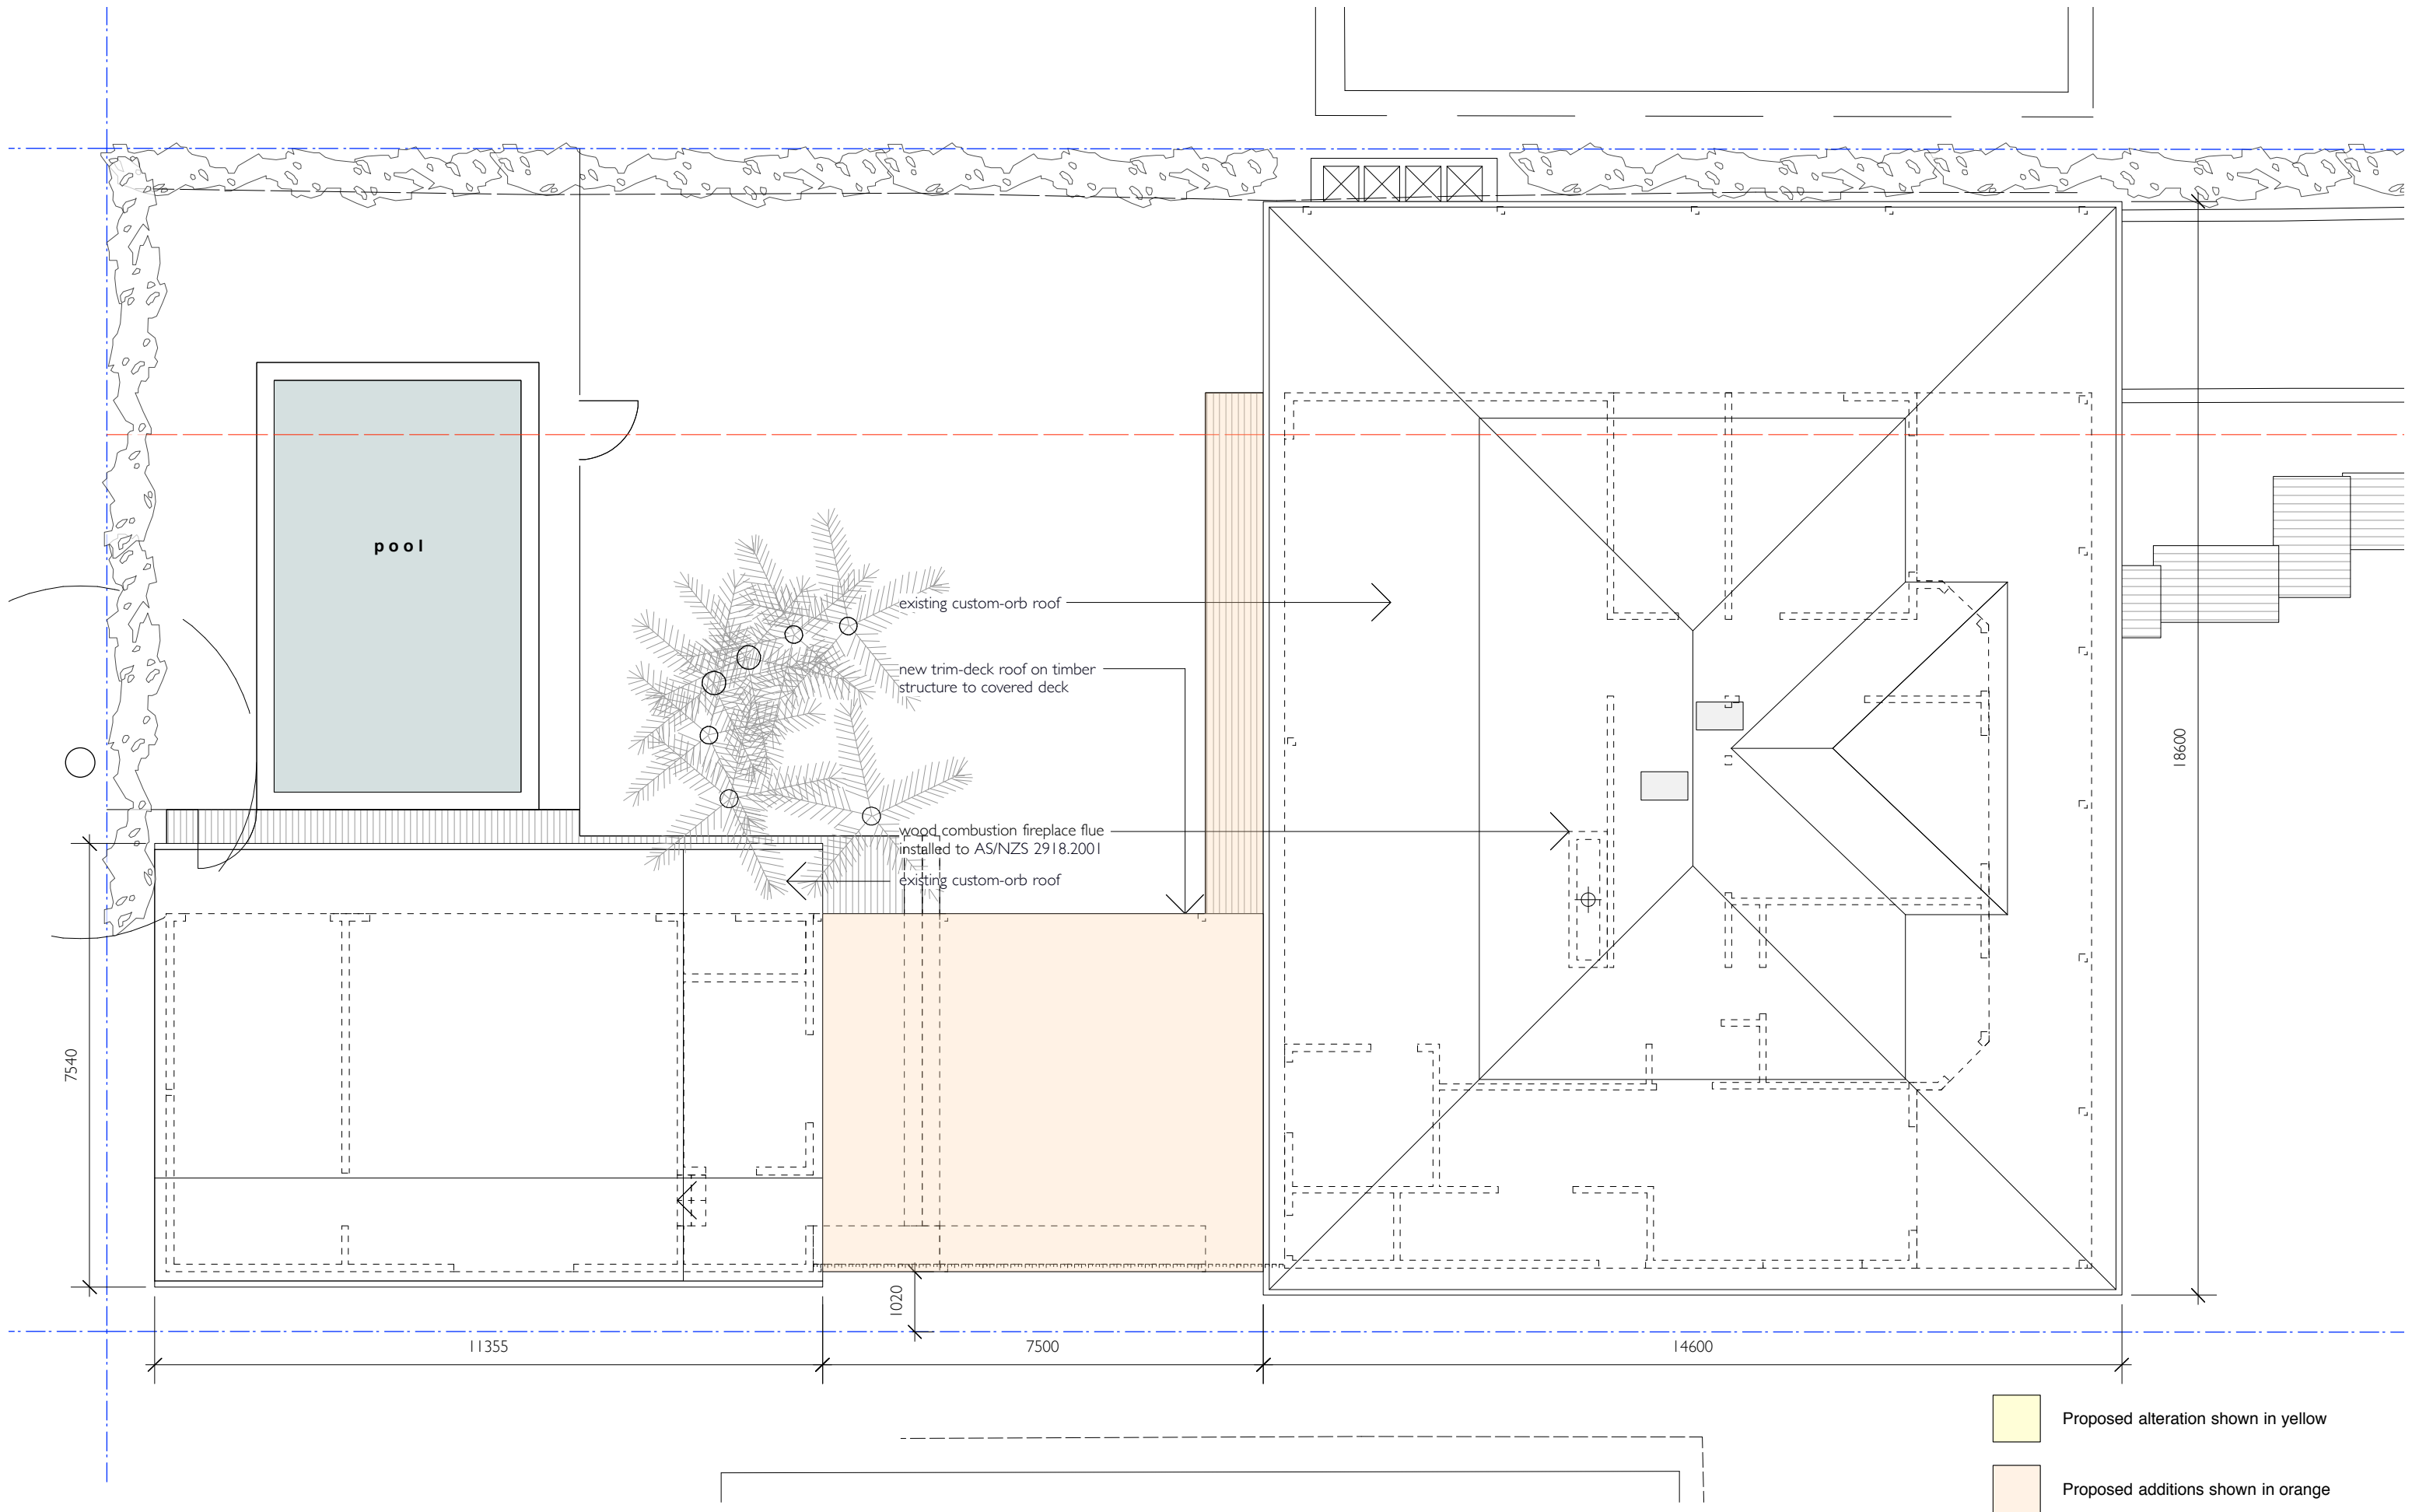 pool
existing custom-orb roof
new trim-deck roof on timber
structure to covered deck
wood combustion fireplace flue
installed to AS/NZS 2918.2001
existing custom-orb roof
18600
7540
1020
11355
7500
14600
Proposed alteration shown in yellow
Proposed additions shown in orange